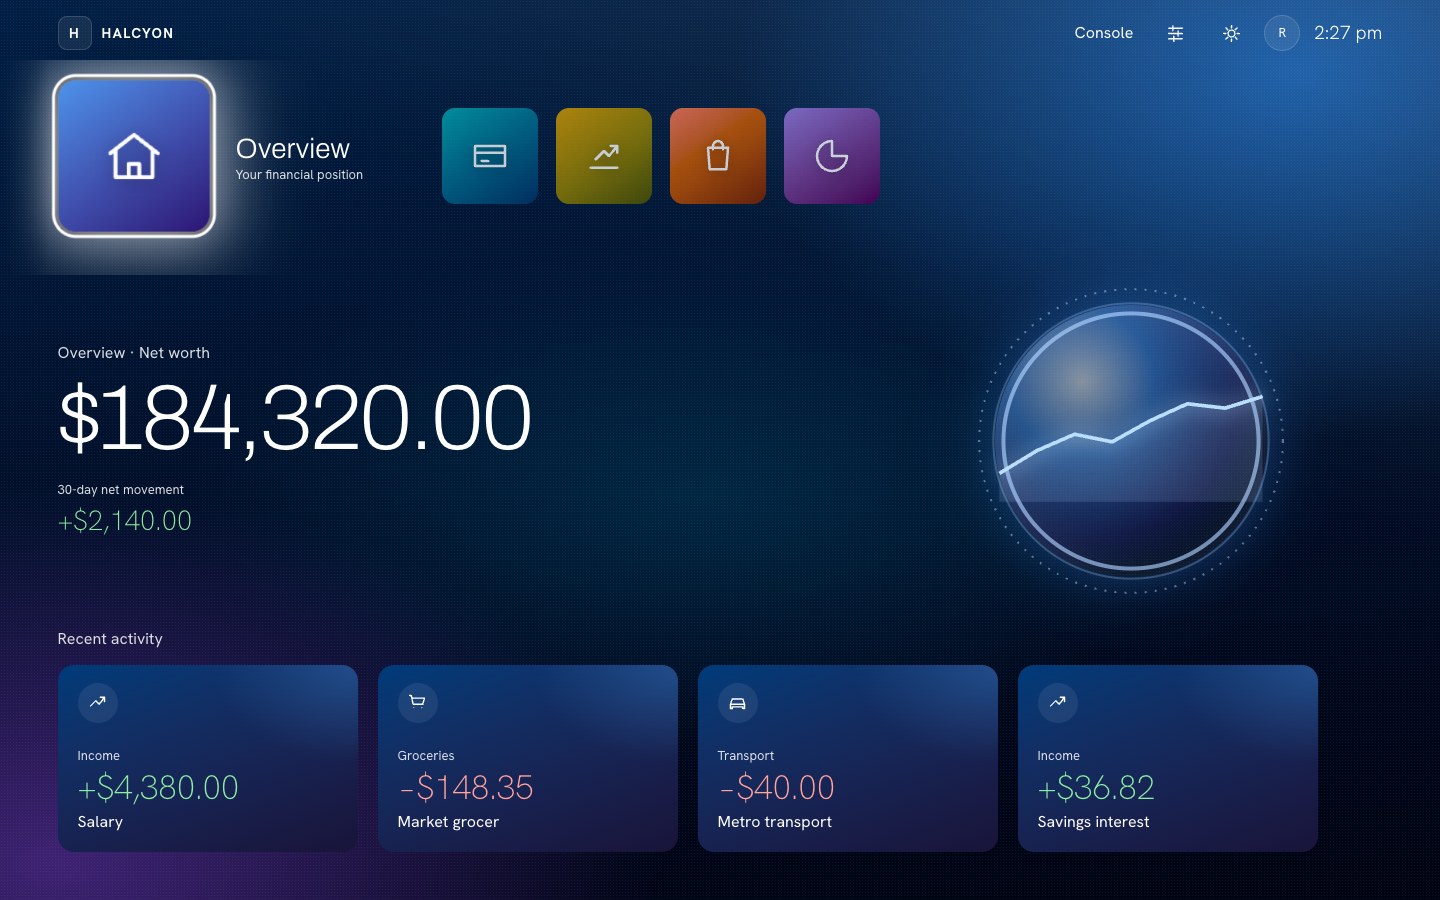 H HALCYON
Console
R
2:27 pm
Overview
Your financial position
Overview · Net worth
$184,320.00
30-day net movement
+$2,140.00
Recent activity
Income
+$4,380.00
Salary
Groceries
−$148.35
Market grocer
Transport
−$40.00
Metro transport
Income
+$36.82
Savings interest